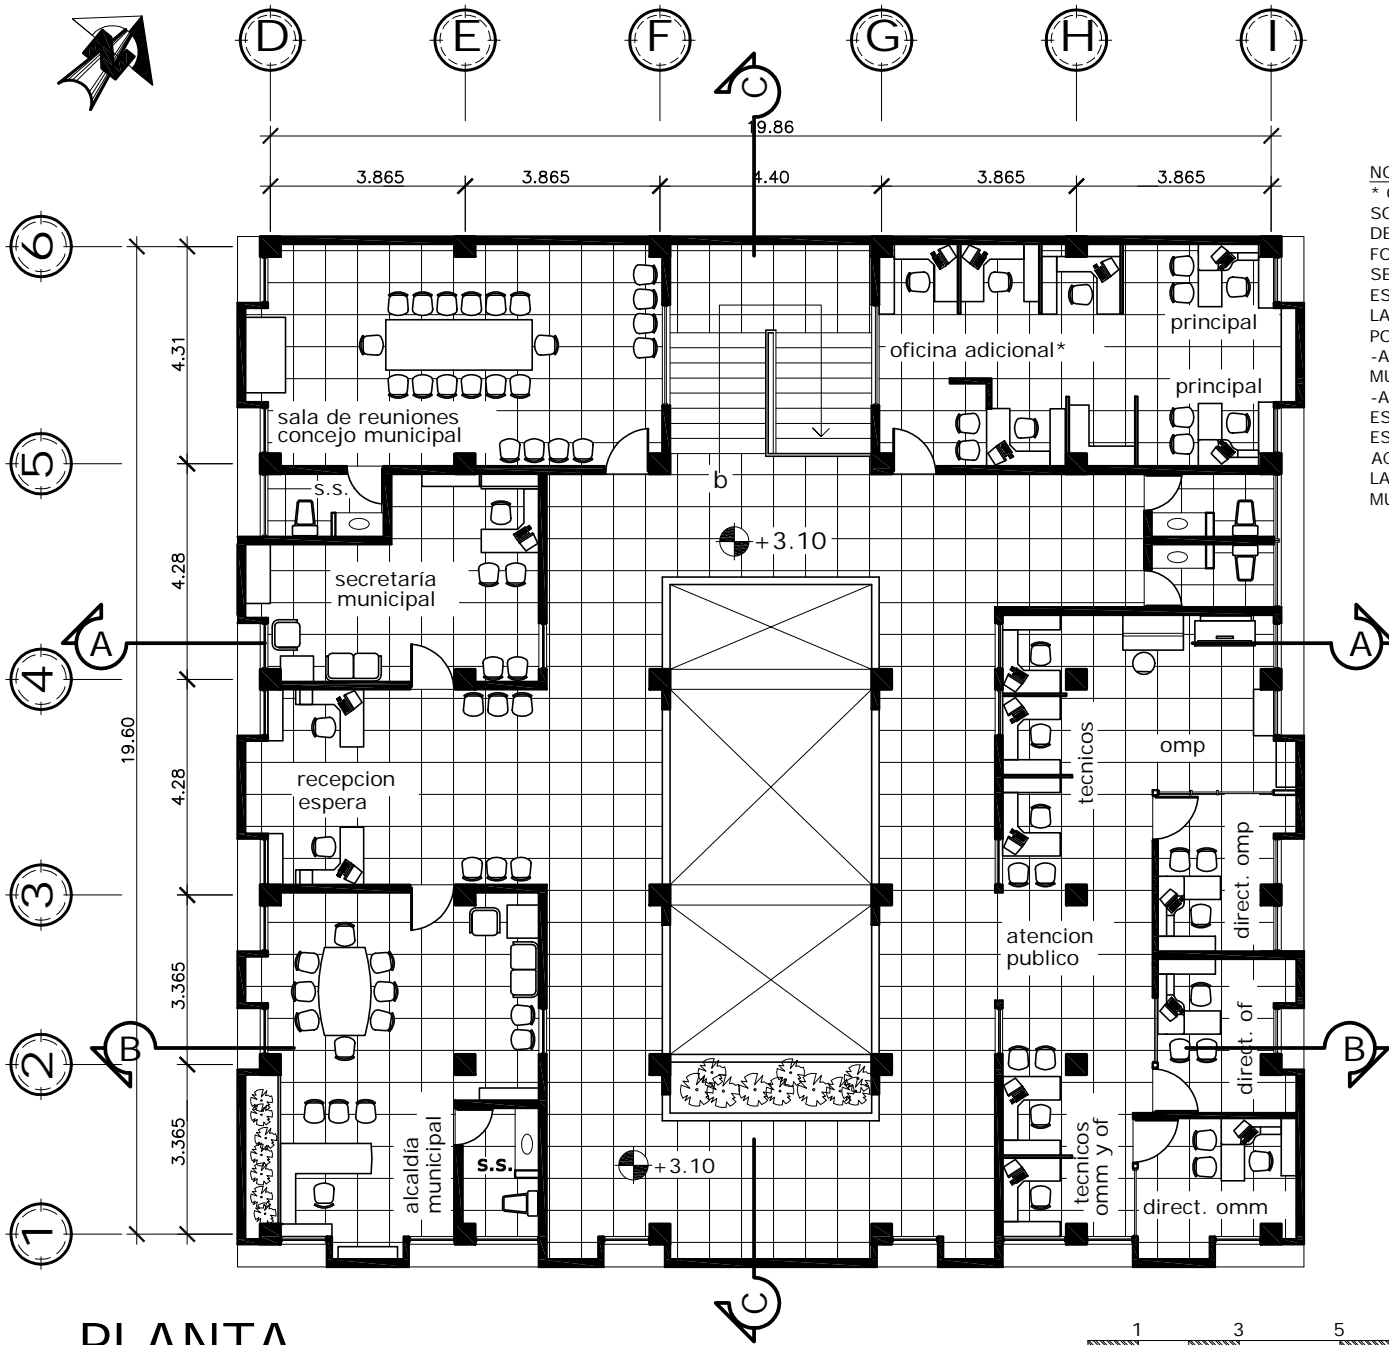 D E F G H I
C
19.86
3.865 3.865 4.40 3.865 3.865
6
5
4
3
2
1
4.31
4.28
4.28
3.365
3.365
19.60
principal
oficina adicional*
principal
sala de reuniones
concejo municipal
s.s.
b
+3.10
secretaría
municipal
A A
tecnicos
omp
recepcion
espera
direct. omp
atencion
publico
B B
direct. of
alcaldía
municipal
s.s.
+3.10
tecnicos
omm y of
direct. omm
C
PLANTA
1 3 5